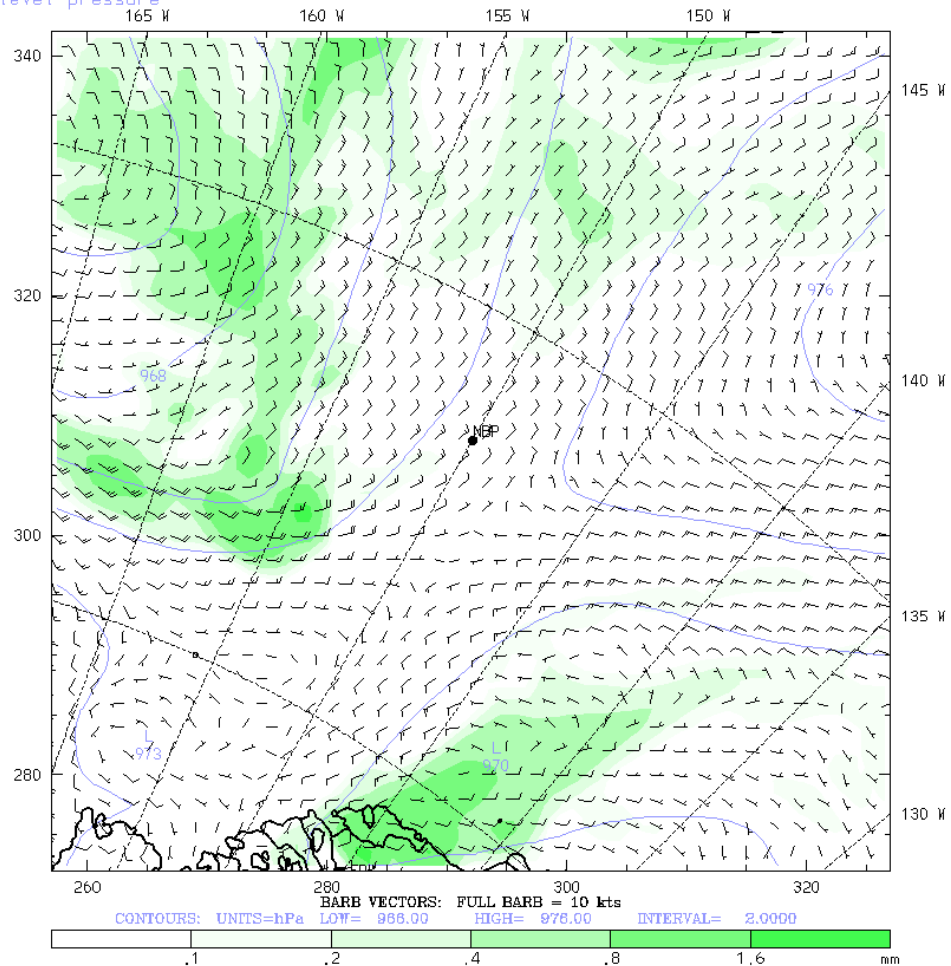 level pressure
165 W 160 W 155 W 150 W
340
145 W
320
976
968
140 W
NBP
300
135 W
L
973
L
970
280
130 W
260 280 300 320
BARB VECTORS: FULL BARB = 10 kts
CONTOURS: UNITS=hPa LOW= 966.00 HIGH= 976.00 INTERVAL= 2.0000
.1 .2 .4 .8 1.6 mm